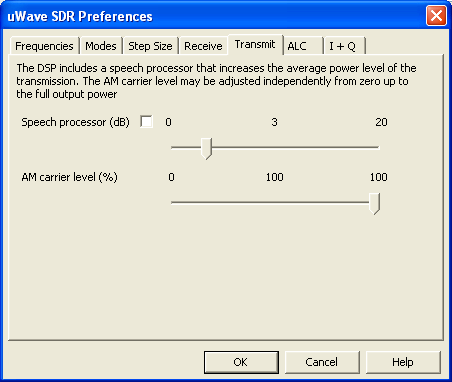 uWave SDR Preferences
Frequencies Modes Step Size Receive Transmit ALC I + Q
The DSP includes a speech processor that increases the average power level of the
transmission. The AM carrier level may be adjusted independently from zero up to
the full output power
Speech processor (dB) 0 3 20
AM carrier level (%) 0 100 100
OK Cancel Help